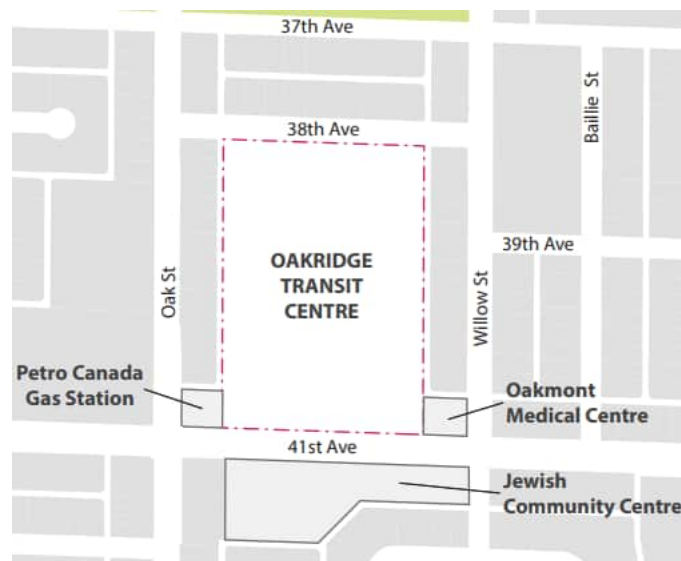 37th Ave
Baillie St
38th Ave
39th Ave
OAKRIDGE
TRANSIT
CENTRE
Oak St
Willow St
Petro Canada
Gas Station
Oakmont
Medical Centre
41st Ave
Jewish
Community Centre